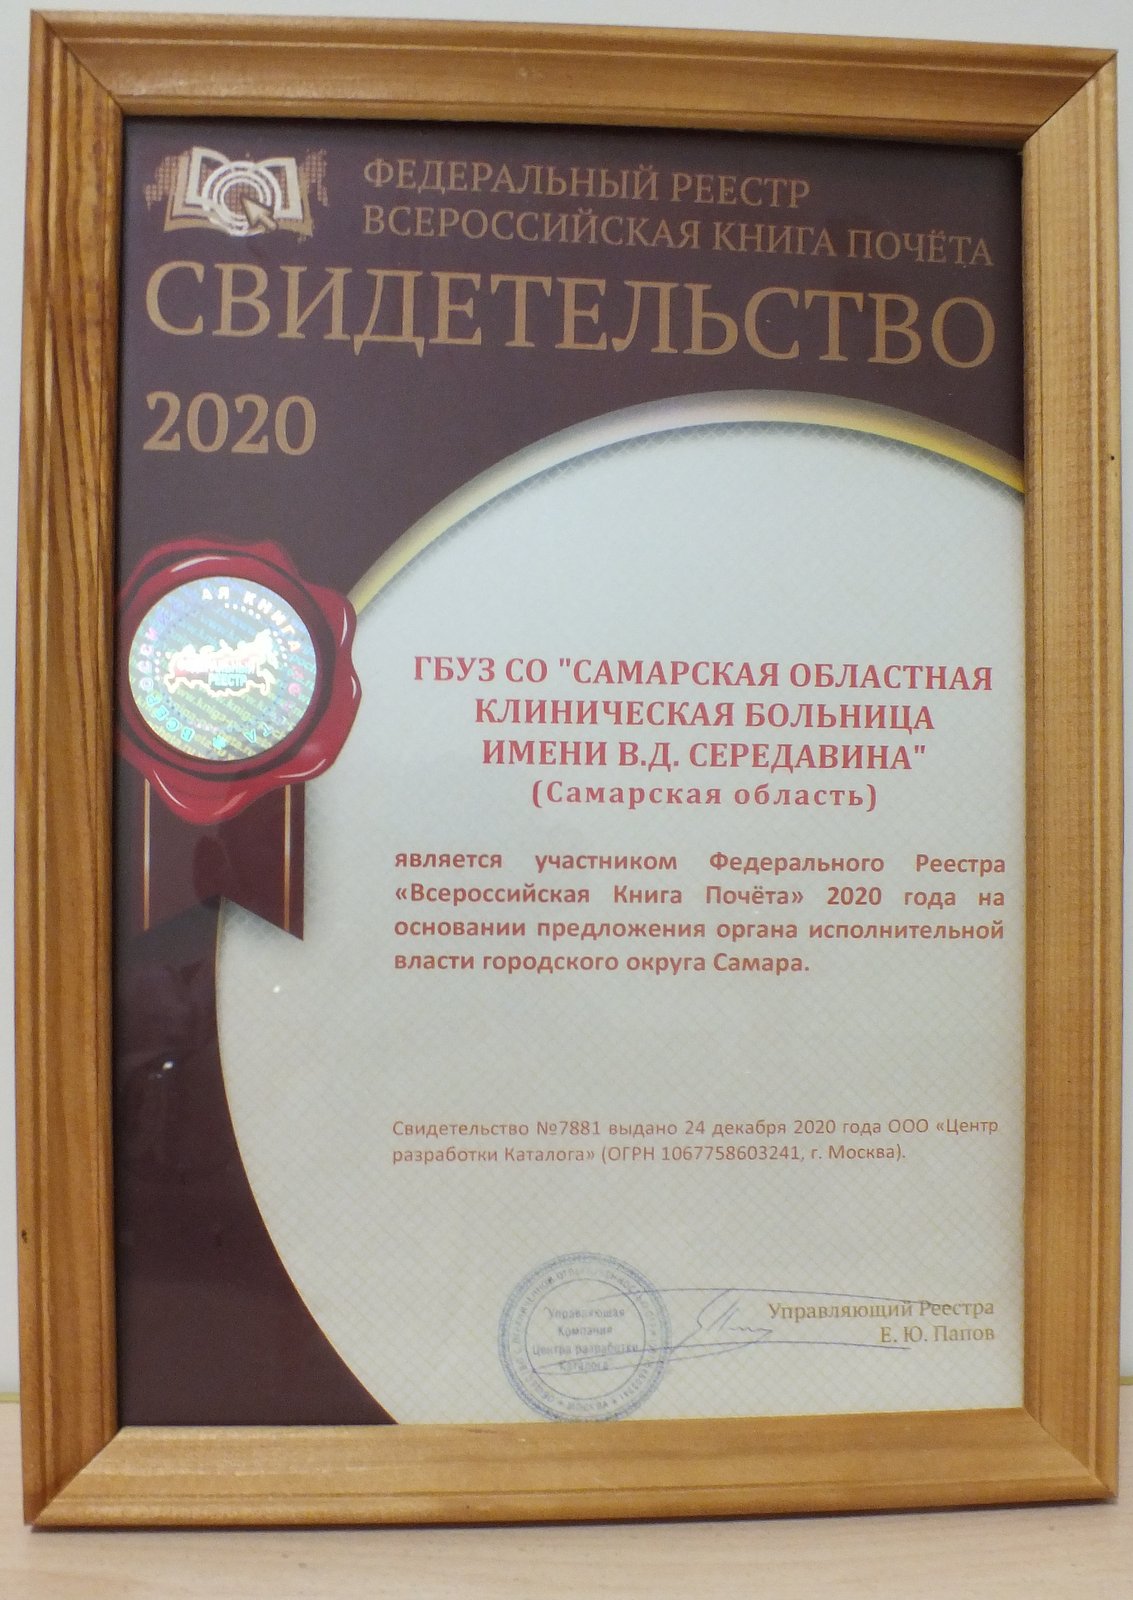 ФЕДЕРАЛЬНЫЙ РЕЕСТР
ВСЕРОССИЙСКАЯ КНИГА ПОЧЁТА
СВИДЕТЕЛЬСТВО
2020
ГБУЗ СО "САМАРСКАЯ ОБЛАСТНАЯ
КЛИНИЧЕСКАЯ БОЛЬНИЦА
ИМЕНИ В.Д. СЕРЕДАВИНА"
(Самарская область)
является участником Федерального Реестра
«Всероссийская Книга Почёта» 2020 года на
основании предложения органа исполнительной
власти городского округа Самара.
Свидетельство №7881 выдано 24 декабря 2020 года ООО «Центр
разработки Каталога» (ОГРН 1067758603241, г. Москва).
Управляющий Реестра
Е. Ю. Папов
Управляющая
Компания
Центра разработки
Каталога
МОСКВА